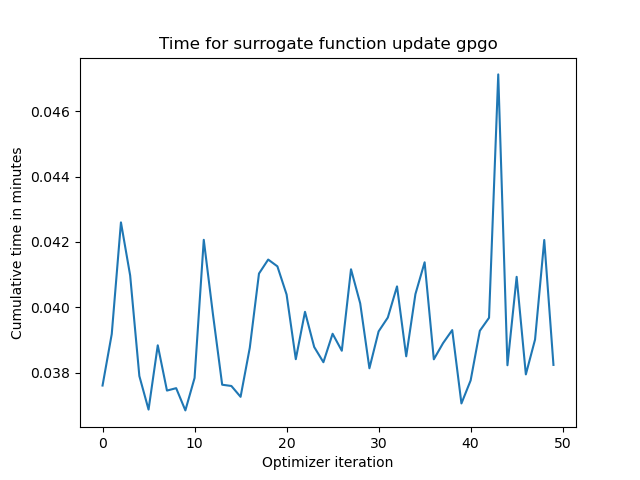 Time for surrogate function update gpgo
Cumulative time in minutes
0.046
0.044
0.042
0.040
0.038
0 10 20 30 40 50
Optimizer iteration